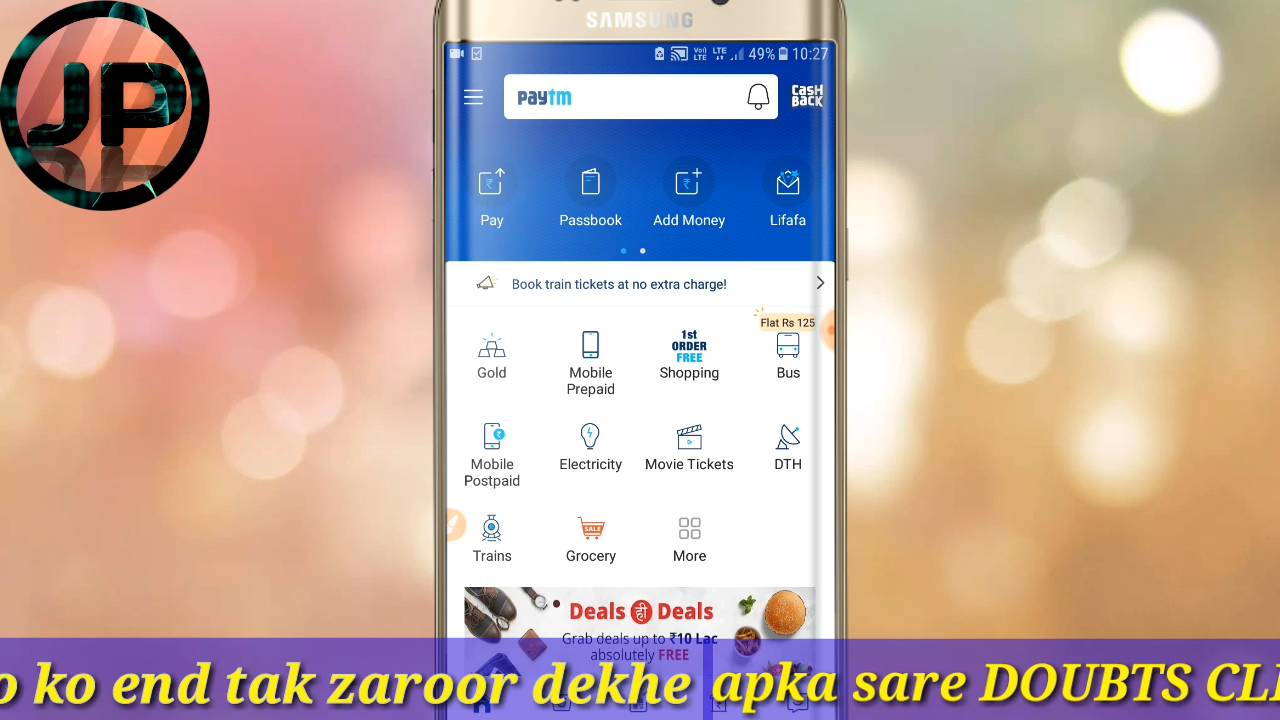 JP
SAMSUNG
49% 10:27
paytm
CASH
BACK
Pay
Passbook
Add Money
Lifafa
Book train tickets at no extra charge!
Flat Rs 125
Gold
Mobile
Prepaid
1st
ORDER
FREE
Shopping
Bus
Mobile
Postpaid
Electricity
Movie Tickets
DTH
Trains
SALE
Grocery
More
Deals ही Deals
Grab deals up to ₹10 Lac
absolutely FREE
o ko end tak zaroor dekhe apka sare DOUBTS